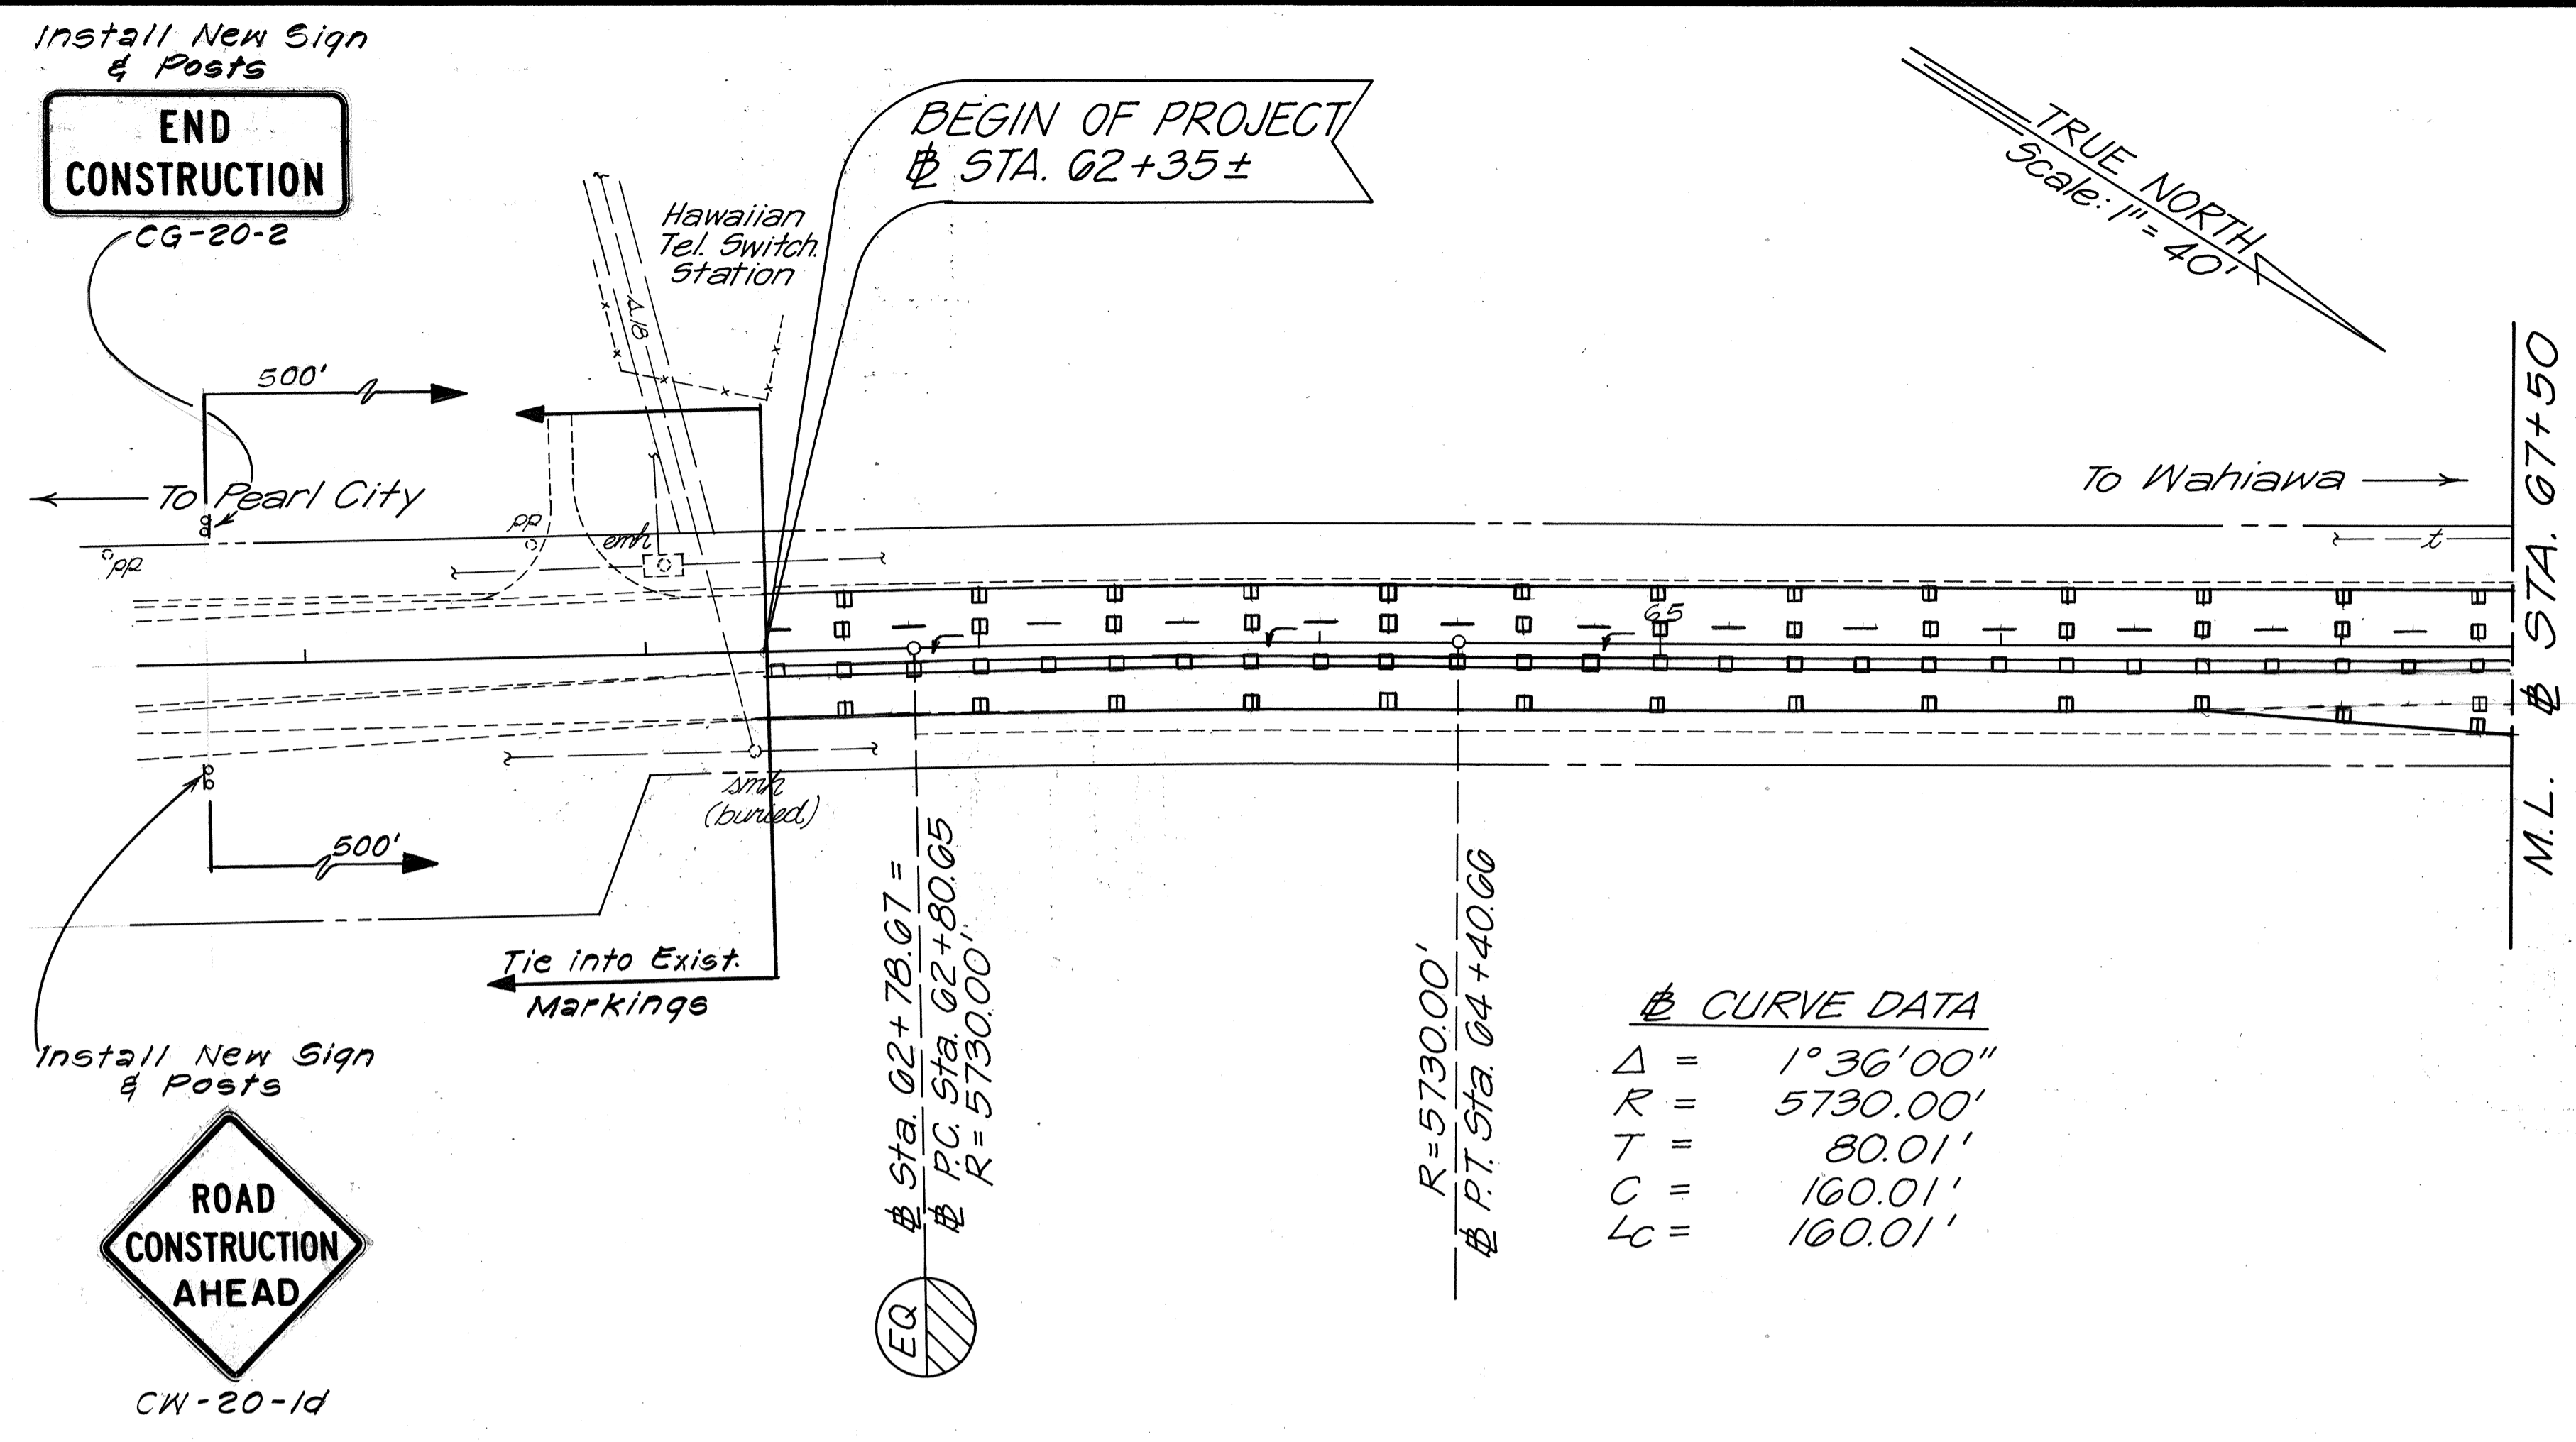 Install New Sign
& Posts
END
CONSTRUCTION
CG-20-2
BEGIN OF PROJECT
℄ STA. 62+35±
TRUE NORTH
Scale: 1"= 40'
Hawaiian
Tel. Switch.
Station
s18
500'
To Pearl City
To Wahiawa
pp
pp
emh
t
65
M.L. ℄ STA. 67+50
smh
(buried)
500'
Tie into Exist.
Markings
℄ Sta. 62+78.67 =
℄ P.C. Sta. 62+80.65
R=5730.00'
EQ
R=5730.00'
℄ P.T. Sta. 64+40.66
℄ CURVE DATA
Δ = 1°36'00"
R = 5730.00'
T = 80.01'
C = 160.01'
Lc = 160.01'
Install New Sign
& Posts
ROAD
CONSTRUCTION
AHEAD
CW-20-1d